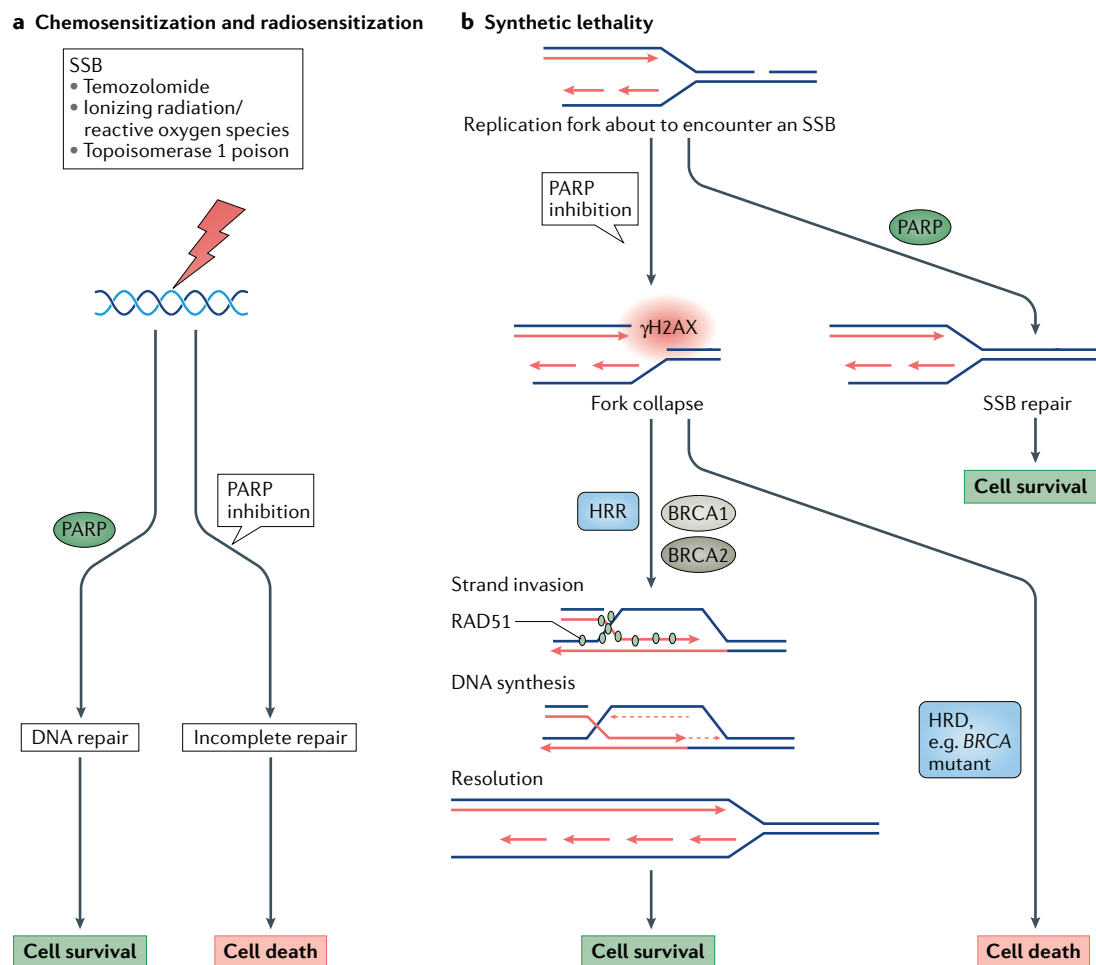 a Chemosensitization and radiosensitization
SSB
• Temozolomide
• Ionizing radiation/
reactive oxygen species
• Topoisomerase 1 poison
PARP
inhibition
PARP
DNA repair
Incomplete repair
Cell survival
Cell death
b Synthetic lethality
Replication fork about to encounter an SSB
PARP
inhibition
PARP
γH2AX
Fork collapse
SSB repair
Cell survival
HRR
BRCA1
BRCA2
Strand invasion
RAD51
DNA synthesis
HRD,
e.g. BRCA
mutant
Resolution
Cell survival
Cell death